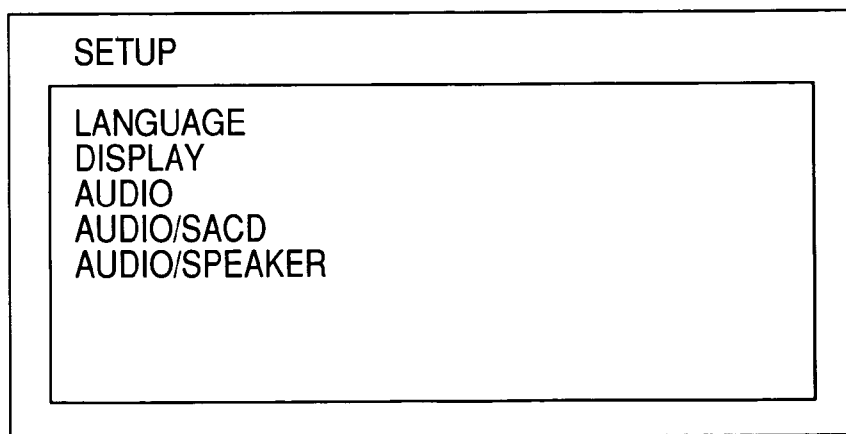 SETUP
LANGUAGE
DISPLAY
AUDIO
AUDIO/SACD
AUDIO/SPEAKER